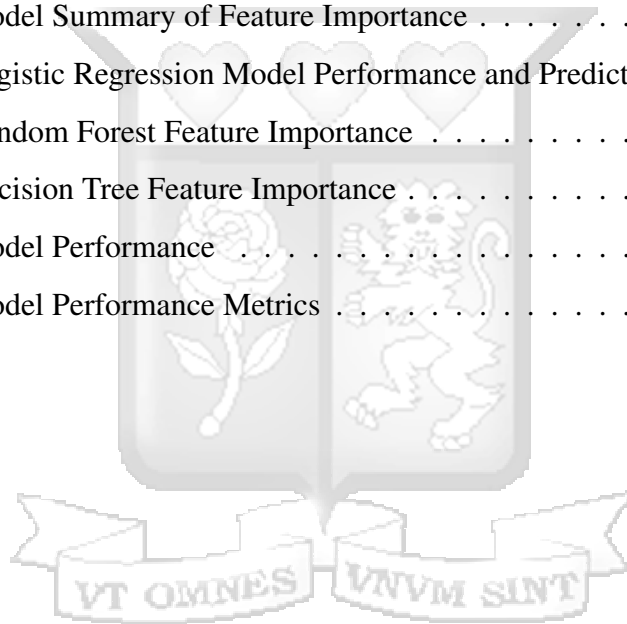 odel Summary of Feature Importance . . . . . . .
gistic Regression Model Performance and Predict
ndom Forest Feature Importance . . . . . . . . .
cision Tree Feature Importance . . . . . . . . . .
odel Performance . . . . . . . . . . . . . . . . .
odel Performance Metrics . . . . . . . . . . . . .
VT OMNES VNVM SINT